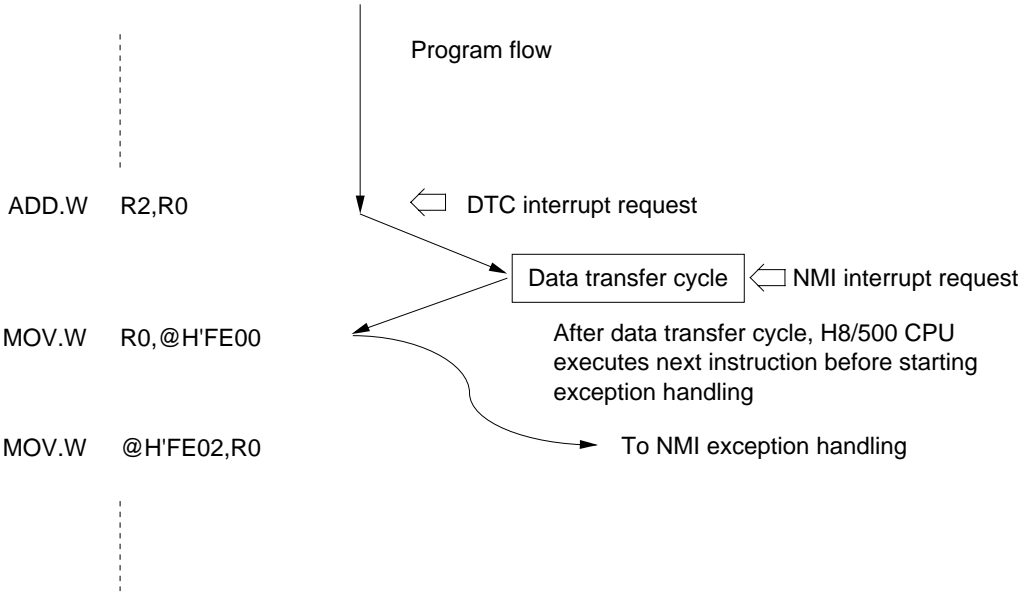 Program flow
ADD.W R2,R0
DTC interrupt request
Data transfer cycle
NMI interrupt request
MOV.W R0,@H'FE00
After data transfer cycle, H8/500 CPU
executes next instruction before starting
exception handling
MOV.W @H'FE02,R0
To NMI exception handling